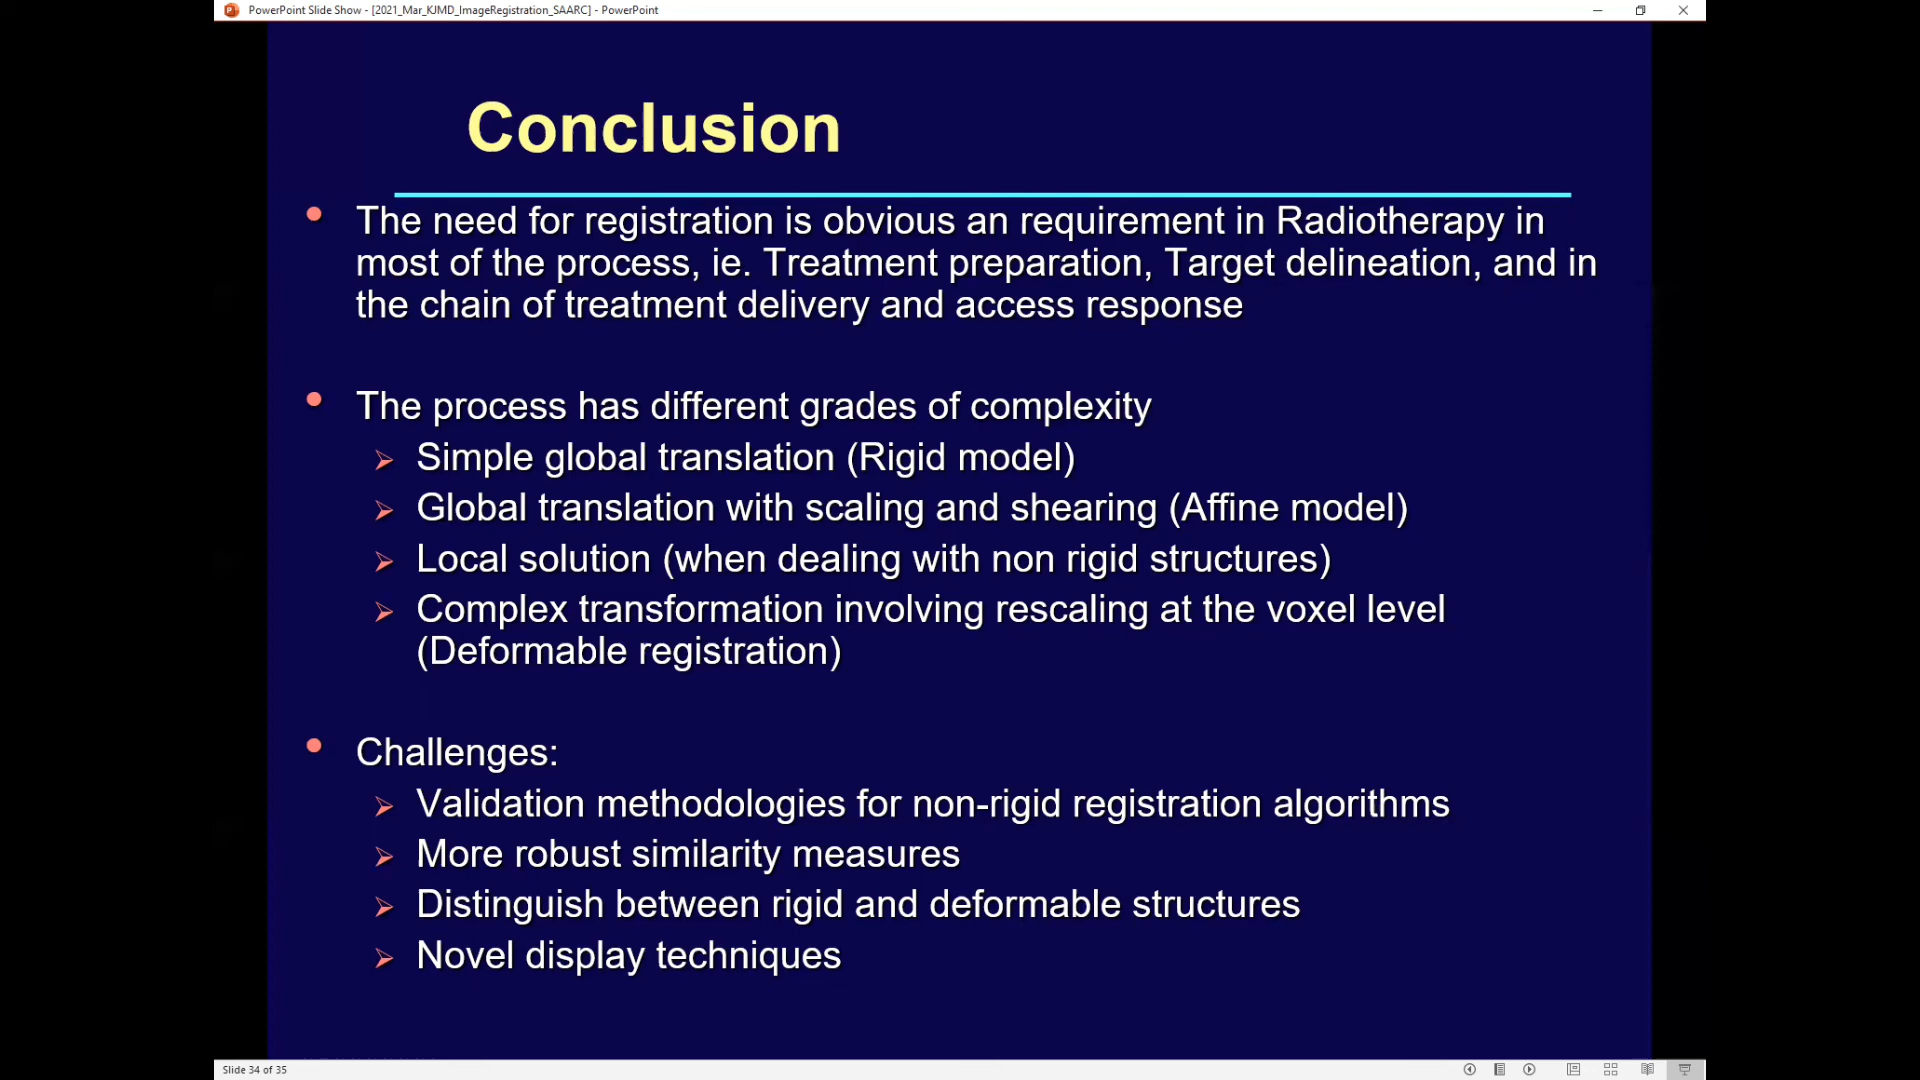 PowerPoint Slide Show - [2021_Mar_KJMD_ImageRegistration_SAARC] - PowerPoint
Conclusion
The need for registration is obvious an requirement in Radiotherapy in
most of the process, ie. Treatment preparation, Target delineation, and in
the chain of treatment delivery and access response
The process has different grades of complexity
Simple global translation (Rigid model)
Global translation with scaling and shearing (Affine model)
Local solution (when dealing with non rigid structures)
Complex transformation involving rescaling at the voxel level
(Deformable registration)
Challenges:
Validation methodologies for non-rigid registration algorithms
More robust similarity measures
Distinguish between rigid and deformable structures
Novel display techniques
Slide 34 of 35